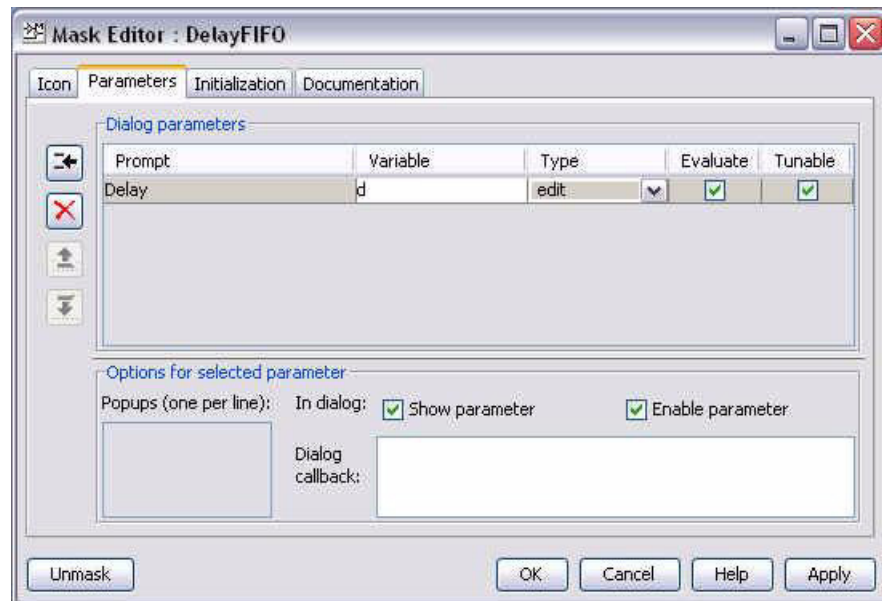 Mask Editor : DelayFIFO
Icon Parameters Initialization Documentation
Dialog parameters
Prompt Variable Type Evaluate Tunable
Delay d edit
Options for selected parameter
Popups (one per line): In dialog: Show parameter Enable parameter
Dialog
callback:
Unmask OK Cancel Help Apply